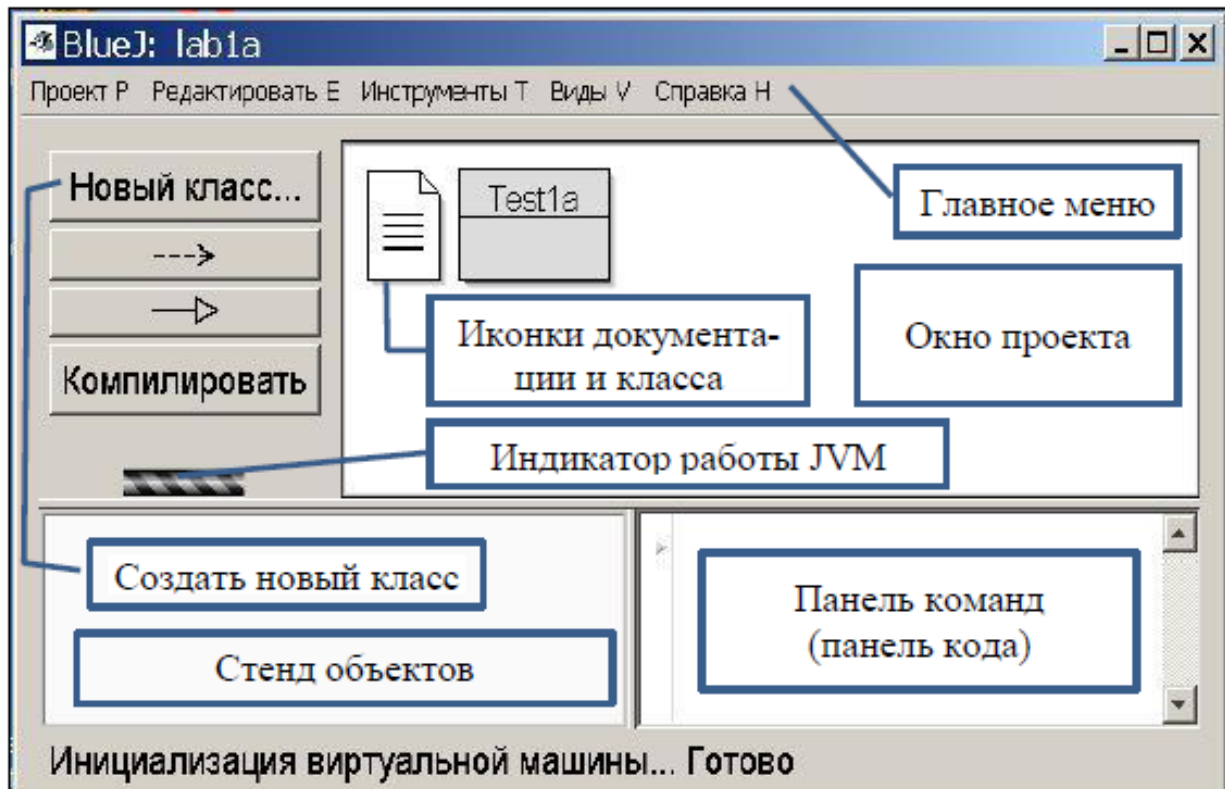 BlueJ: lab1a
Проект P Редактировать E Инструменты T Виды V Справка H
Новый класс...
Компилировать
Test1a
Главное меню
Иконки документа-
ции и класса
Окно проекта
Индикатор работы JVM
Создать новый класс
Стенд объектов
Панель команд
(панель кода)
Инициализация виртуальной машины... Готово